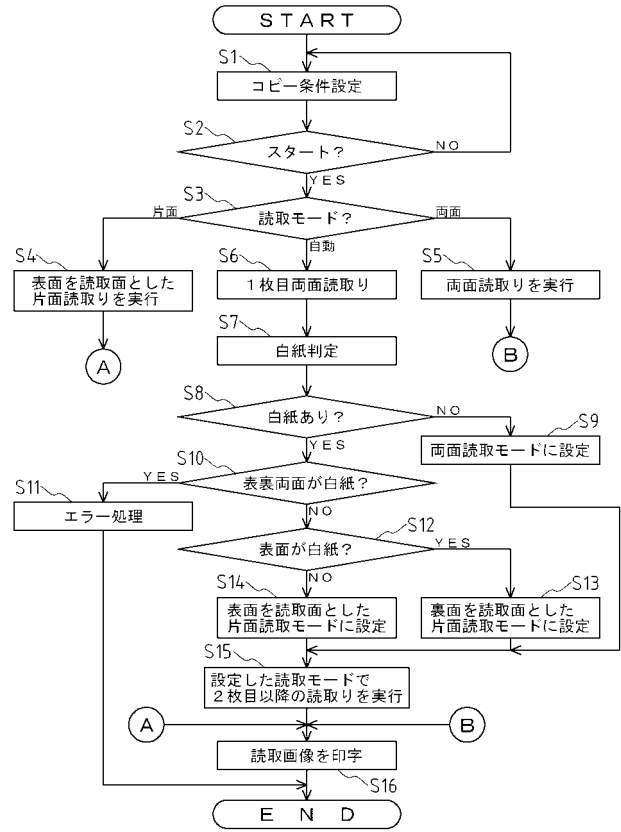 START
S1
コピー条件設定
S2
スタート?
NO
YES
S3
読取モード?
片面
両面
自動
S4
表面を読取面とした
片面読取りを実行
S6
1枚目両面読取り
S5
両面読取りを実行
A
B
S7
白紙判定
S8
白紙あり?
NO
YES
S9
両面読取モードに設定
S10
表裏両面が白紙?
YES
NO
S11
エラー処理
S12
表面が白紙?
YES
NO
S14
表面を読取面とした
片面読取モードに設定
S13
裏面を読取面とした
片面読取モードに設定
S15
設定した読取モードで
2枚目以降の読取りを実行
A
B
読取画像を印字
S16
END